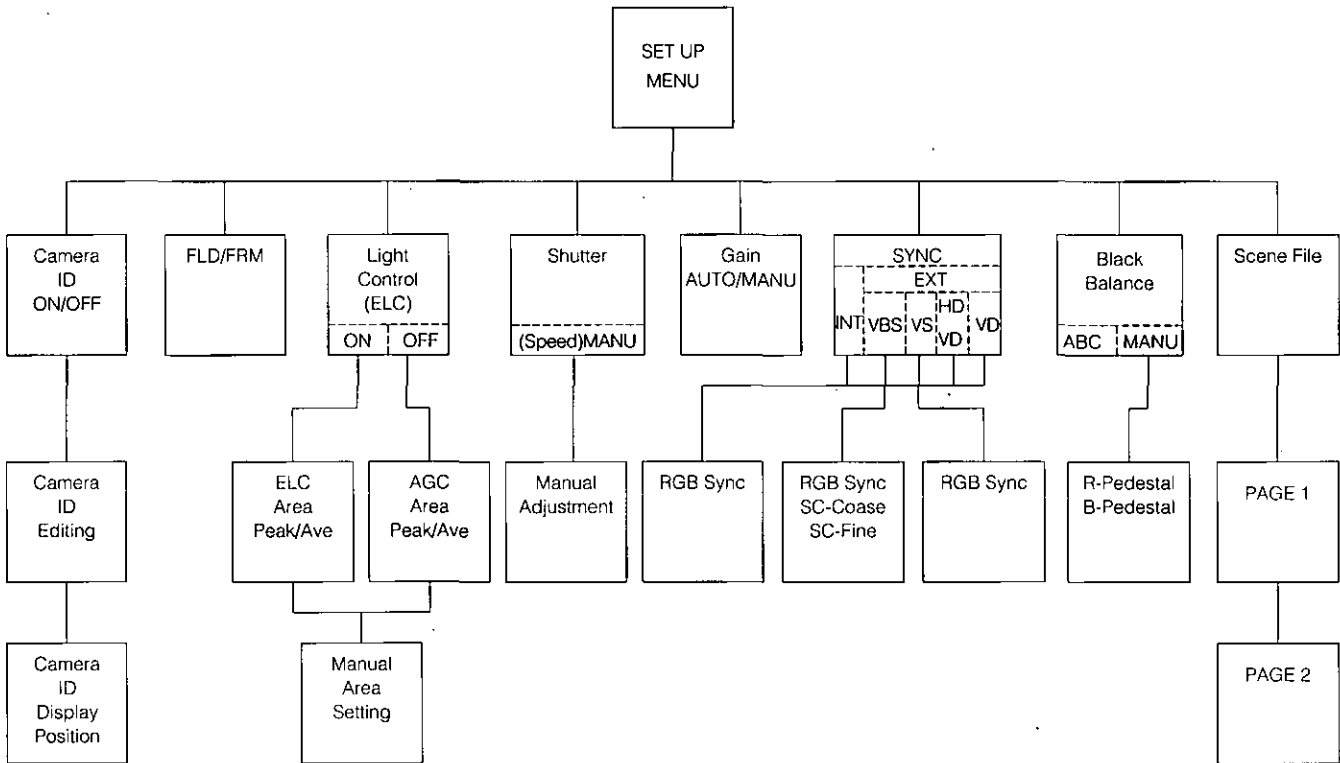 SET UP
MENU
Camera
ID
ON/OFF
FLD/FRM
Light
Control
(ELC)
ON
OFF
Shutter
(Speed)MANU
Gain
AUTO/MANU
SYNC
EXT
INT
VBS
VS
HD
VD
VD
Black
Balance
ABC
MANU
Scene File
Camera
ID
Editing
ELC
Area
Peak/Ave
AGC
Area
Peak/Ave
Manual
Adjustment
RGB Sync
RGB Sync
SC-Coase
SC-Fine
RGB Sync
R-Pedestal
B-Pedestal
PAGE 1
Camera
ID
Display
Position
Manual
Area
Setting
PAGE 2